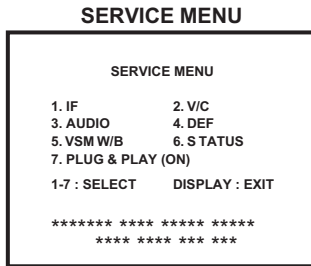 SERVICE MENU
SERVICE MENU
1. IF 2. V/C
3. AUDIO 4. DEF
5. VSM W/B 6. S TATUS
7. PLUG & PLAY (ON)
1-7 : SELECT DISPLAY : EXIT
******* **** ***** *****
**** **** *** ***